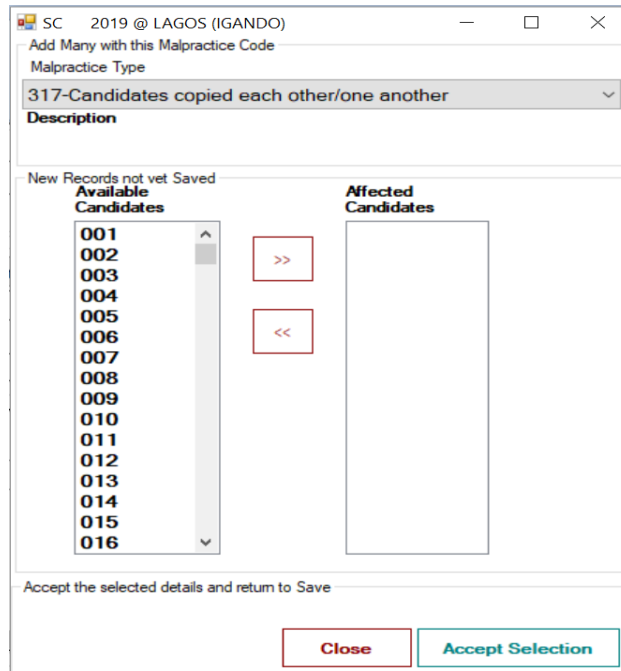 SC 2019 @ LAGOS (IGANDO)
Add Many with this Malpractice Code
Malpractice Type
317-Candidates copied each other/one another
Description
New Records not yet Saved
Available Candidates
Affected Candidates
001
002
003
004
005
006
007
008
009
010
011
012
013
014
015
016
>>
<<
Accept the selected details and return to Save
Close
Accept Selection